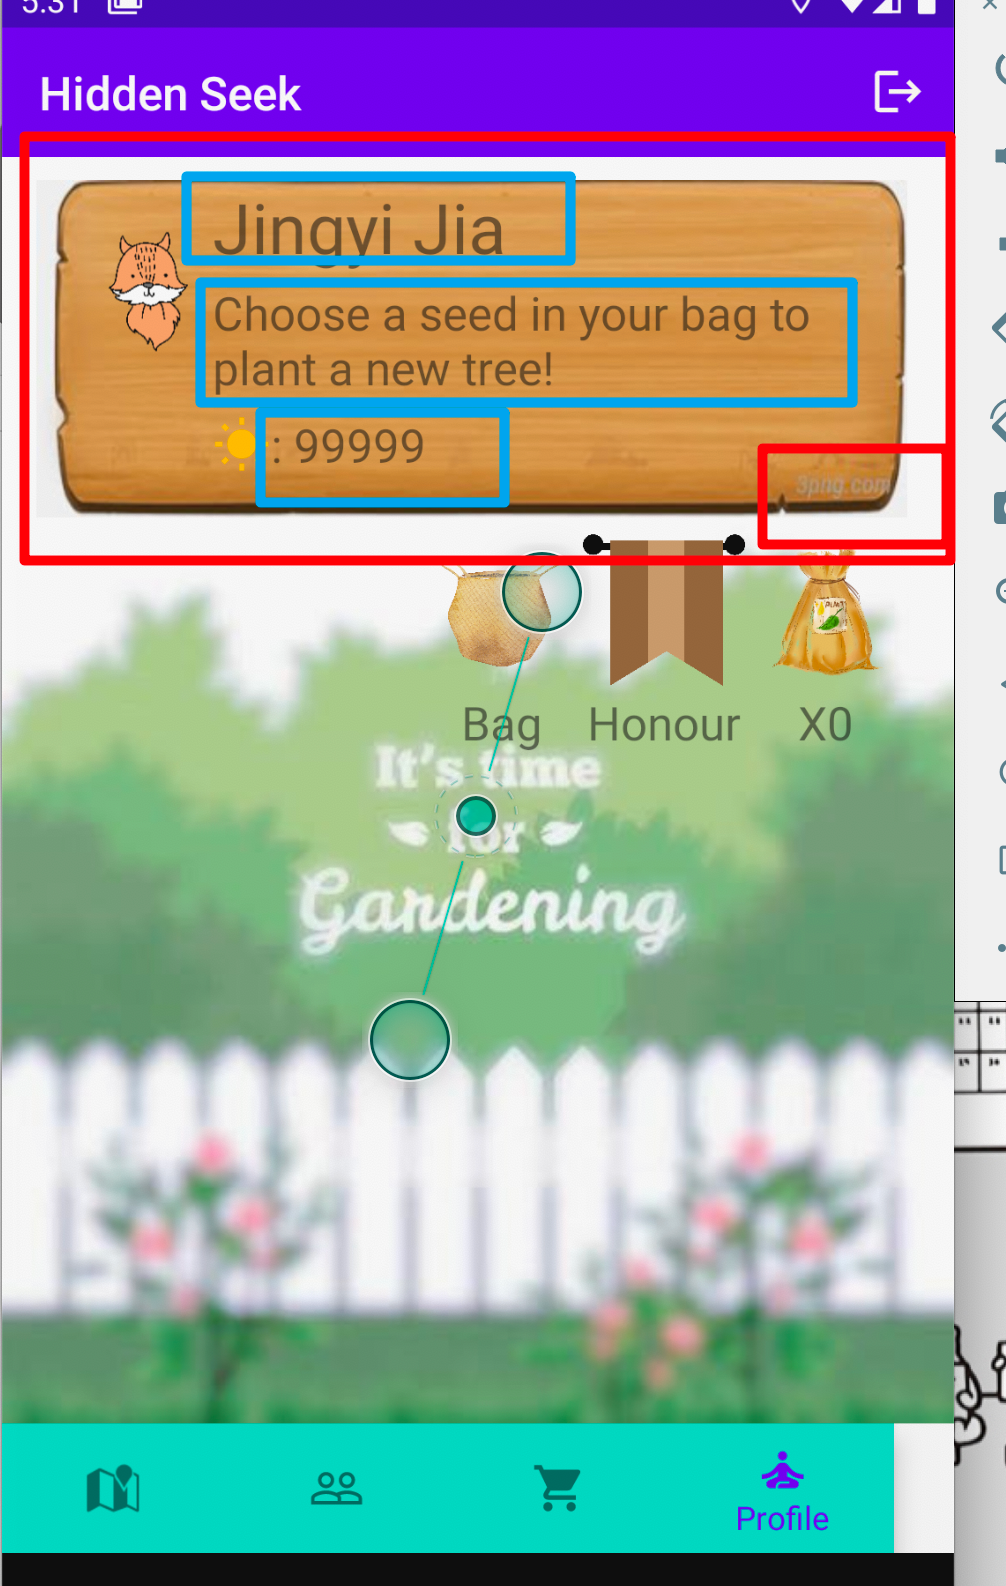 5:31
Hidden Seek
Jingyi Jia
Choose a seed in your bag to
plant a new tree!
: 99999
3png.com
Bag Honour X0
It's time
for
Gardening
Profile